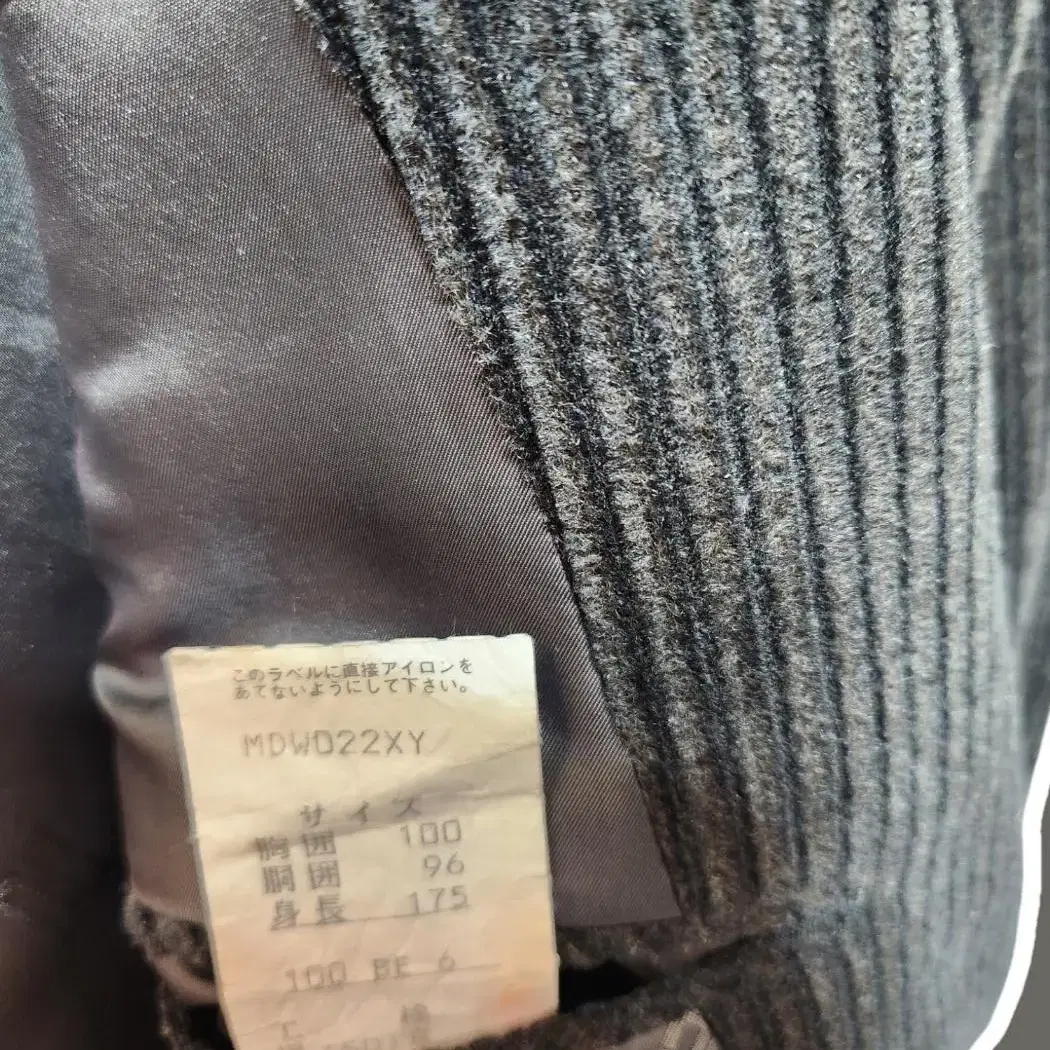 このラベルに直接アイロンを
あてないようにして下さい。
MDW022XY
サイズ
胸囲 100
胴囲 96
身長 175
100 BE 6